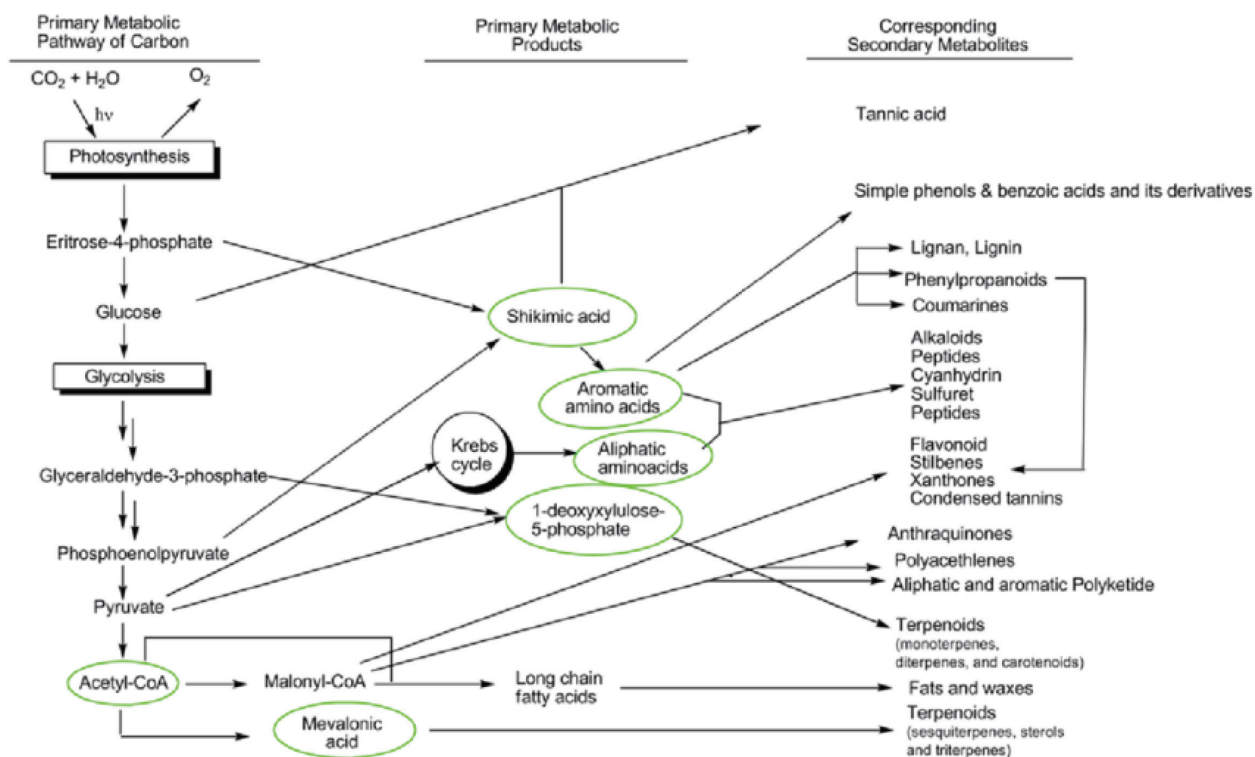 Primary Metabolic
Pathway of Carbon
Primary Metabolic
Products
Corresponding
Secondary Metabolites
CO₂ + H₂O
O₂
hν
Photosynthesis
Eritrose-4-phosphate
Glucose
Glycolysis
Glyceraldehyde-3-phosphate
Phosphoenolpyruvate
Pyruvate
Acetyl-CoA
Malonyl-CoA
Mevalonic
acid
Long chain
fatty acids
Shikimic acid
Aromatic
amino acids
Krebs
cycle
Aliphatic
aminoacids
1-deoxyxylulose-
5-phosphate
Tannic acid
Simple phenols & benzoic acids and its derivatives
Lignan, Lignin
Phenylpropanoids
Coumarines
Alkaloids
Peptides
Cyanhydrin
Sulfuret
Peptides
Flavonoid
Stilbenes
Xanthones
Condensed tannins
Anthraquinones
Polyacethlenes
Aliphatic and aromatic Polyketide
Terpenoids
(monoterpenes,
diterpenes, and carotenoids)
Fats and waxes
Terpenoids
(sesquiterpenes, sterols
and triterpenes)